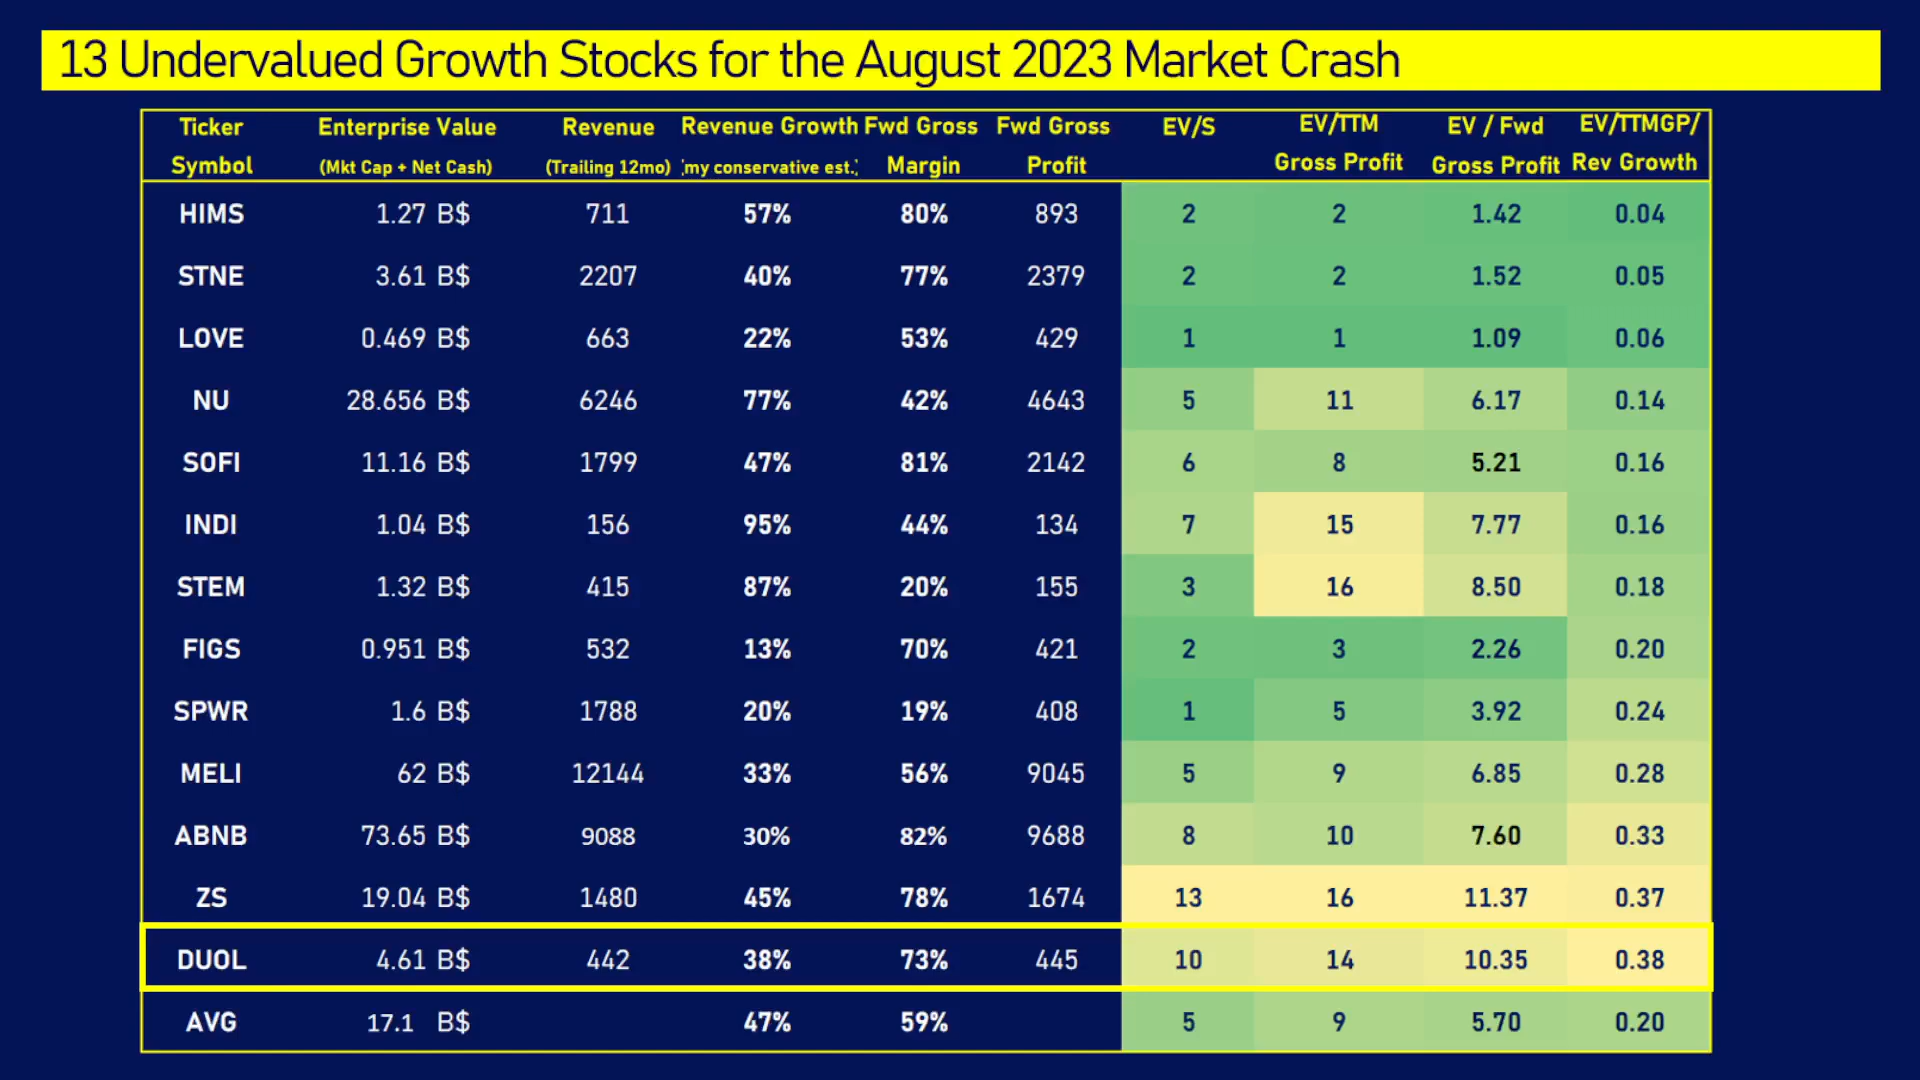 13 Undervalued Growth Stocks for the August 2023 Market Crash
Ticker Symbol Enterprise Value (Mkt Cap + Net Cash) Revenue (Trailing 12mo) Revenue Growth (my conservative est.) Fwd Gross Margin Fwd Gross Profit EV/S EV/TTM Gross Profit EV / Fwd Gross Profit EV/TTMGP/ Rev Growth
HIMS 1.27 B$ 711 57% 80% 893 2 2 1.42 0.04
STNE 3.61 B$ 2207 40% 77% 2379 2 2 1.52 0.05
LOVE 0.469 B$ 663 22% 53% 429 1 1 1.09 0.06
NU 28.656 B$ 6246 77% 42% 4643 5 11 6.17 0.14
SOFI 11.16 B$ 1799 47% 81% 2142 6 8 5.21 0.16
INDI 1.04 B$ 156 95% 44% 134 7 15 7.77 0.16
STEM 1.32 B$ 415 87% 20% 155 3 16 8.50 0.18
FIGS 0.951 B$ 532 13% 70% 421 2 3 2.26 0.20
SPWR 1.6 B$ 1788 20% 19% 408 1 5 3.92 0.24
MELI 62 B$ 12144 33% 56% 9045 5 9 6.85 0.28
ABNB 73.65 B$ 9088 30% 82% 9688 8 10 7.60 0.33
ZS 19.04 B$ 1480 45% 78% 1674 13 16 11.37 0.37
DUOL 4.61 B$ 442 38% 73% 445 10 14 10.35 0.38
AVG 17.1 B$ 47% 59% 5 9 5.70 0.20